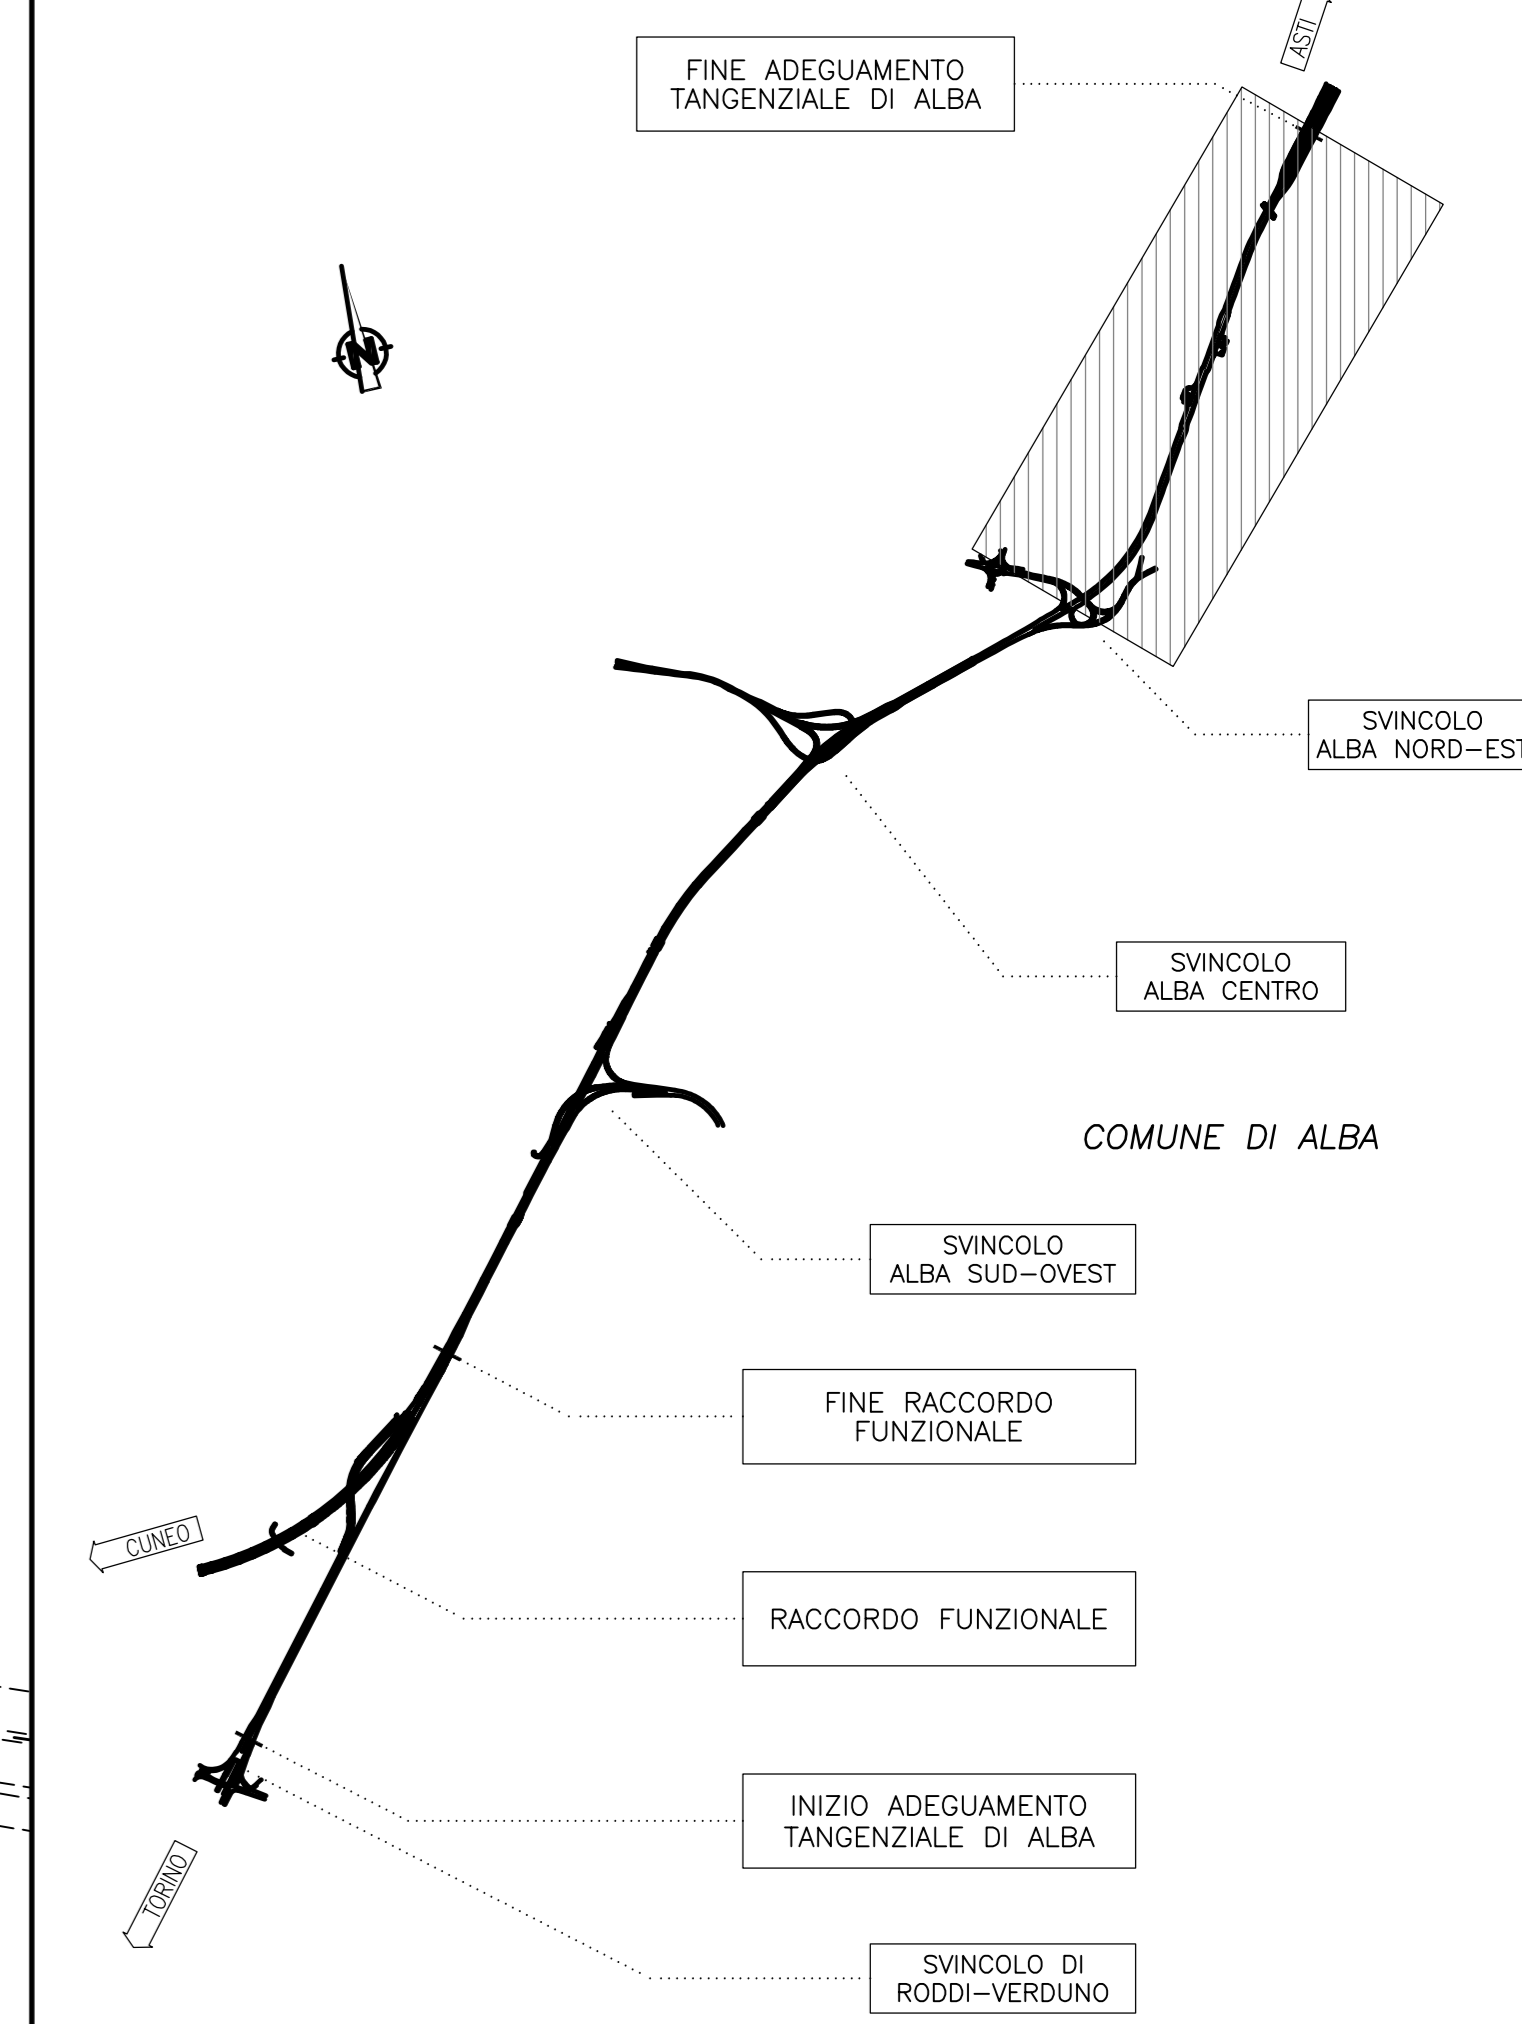 ASTI
FINE ADEGUAMENTO
TANGENZIALE DI ALBA
N
SVINCOLO
ALBA NORD-EST
SVINCOLO
ALBA CENTRO
COMUNE DI ALBA
SVINCOLO
ALBA SUD-OVEST
FINE RACCORDO
FUNZIONALE
CUNEO
RACCORDO FUNZIONALE
INIZIO ADEGUAMENTO
TANGENZIALE DI ALBA
TORINO
SVINCOLO DI
RODDI-VERDUNO